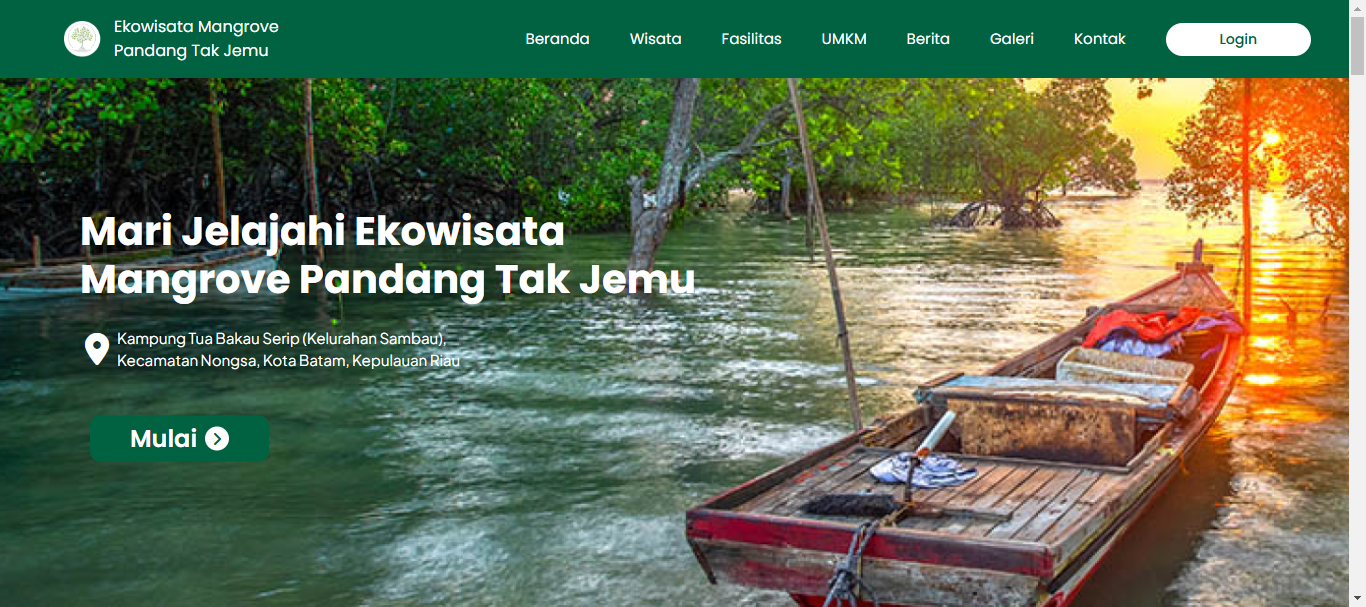 Ekowisata Mangrove
Pandang Tak Jemu
Beranda
Wisata
Fasilitas
UMKM
Berita
Galeri
Kontak
Login
Mari Jelajahi Ekowisata
Mangrove Pandang Tak Jemu
Kampung Tua Bakau Serip (Kelurahan Sambau),
Kecamatan Nongsa, Kota Batam, Kepulauan Riau
Mulai